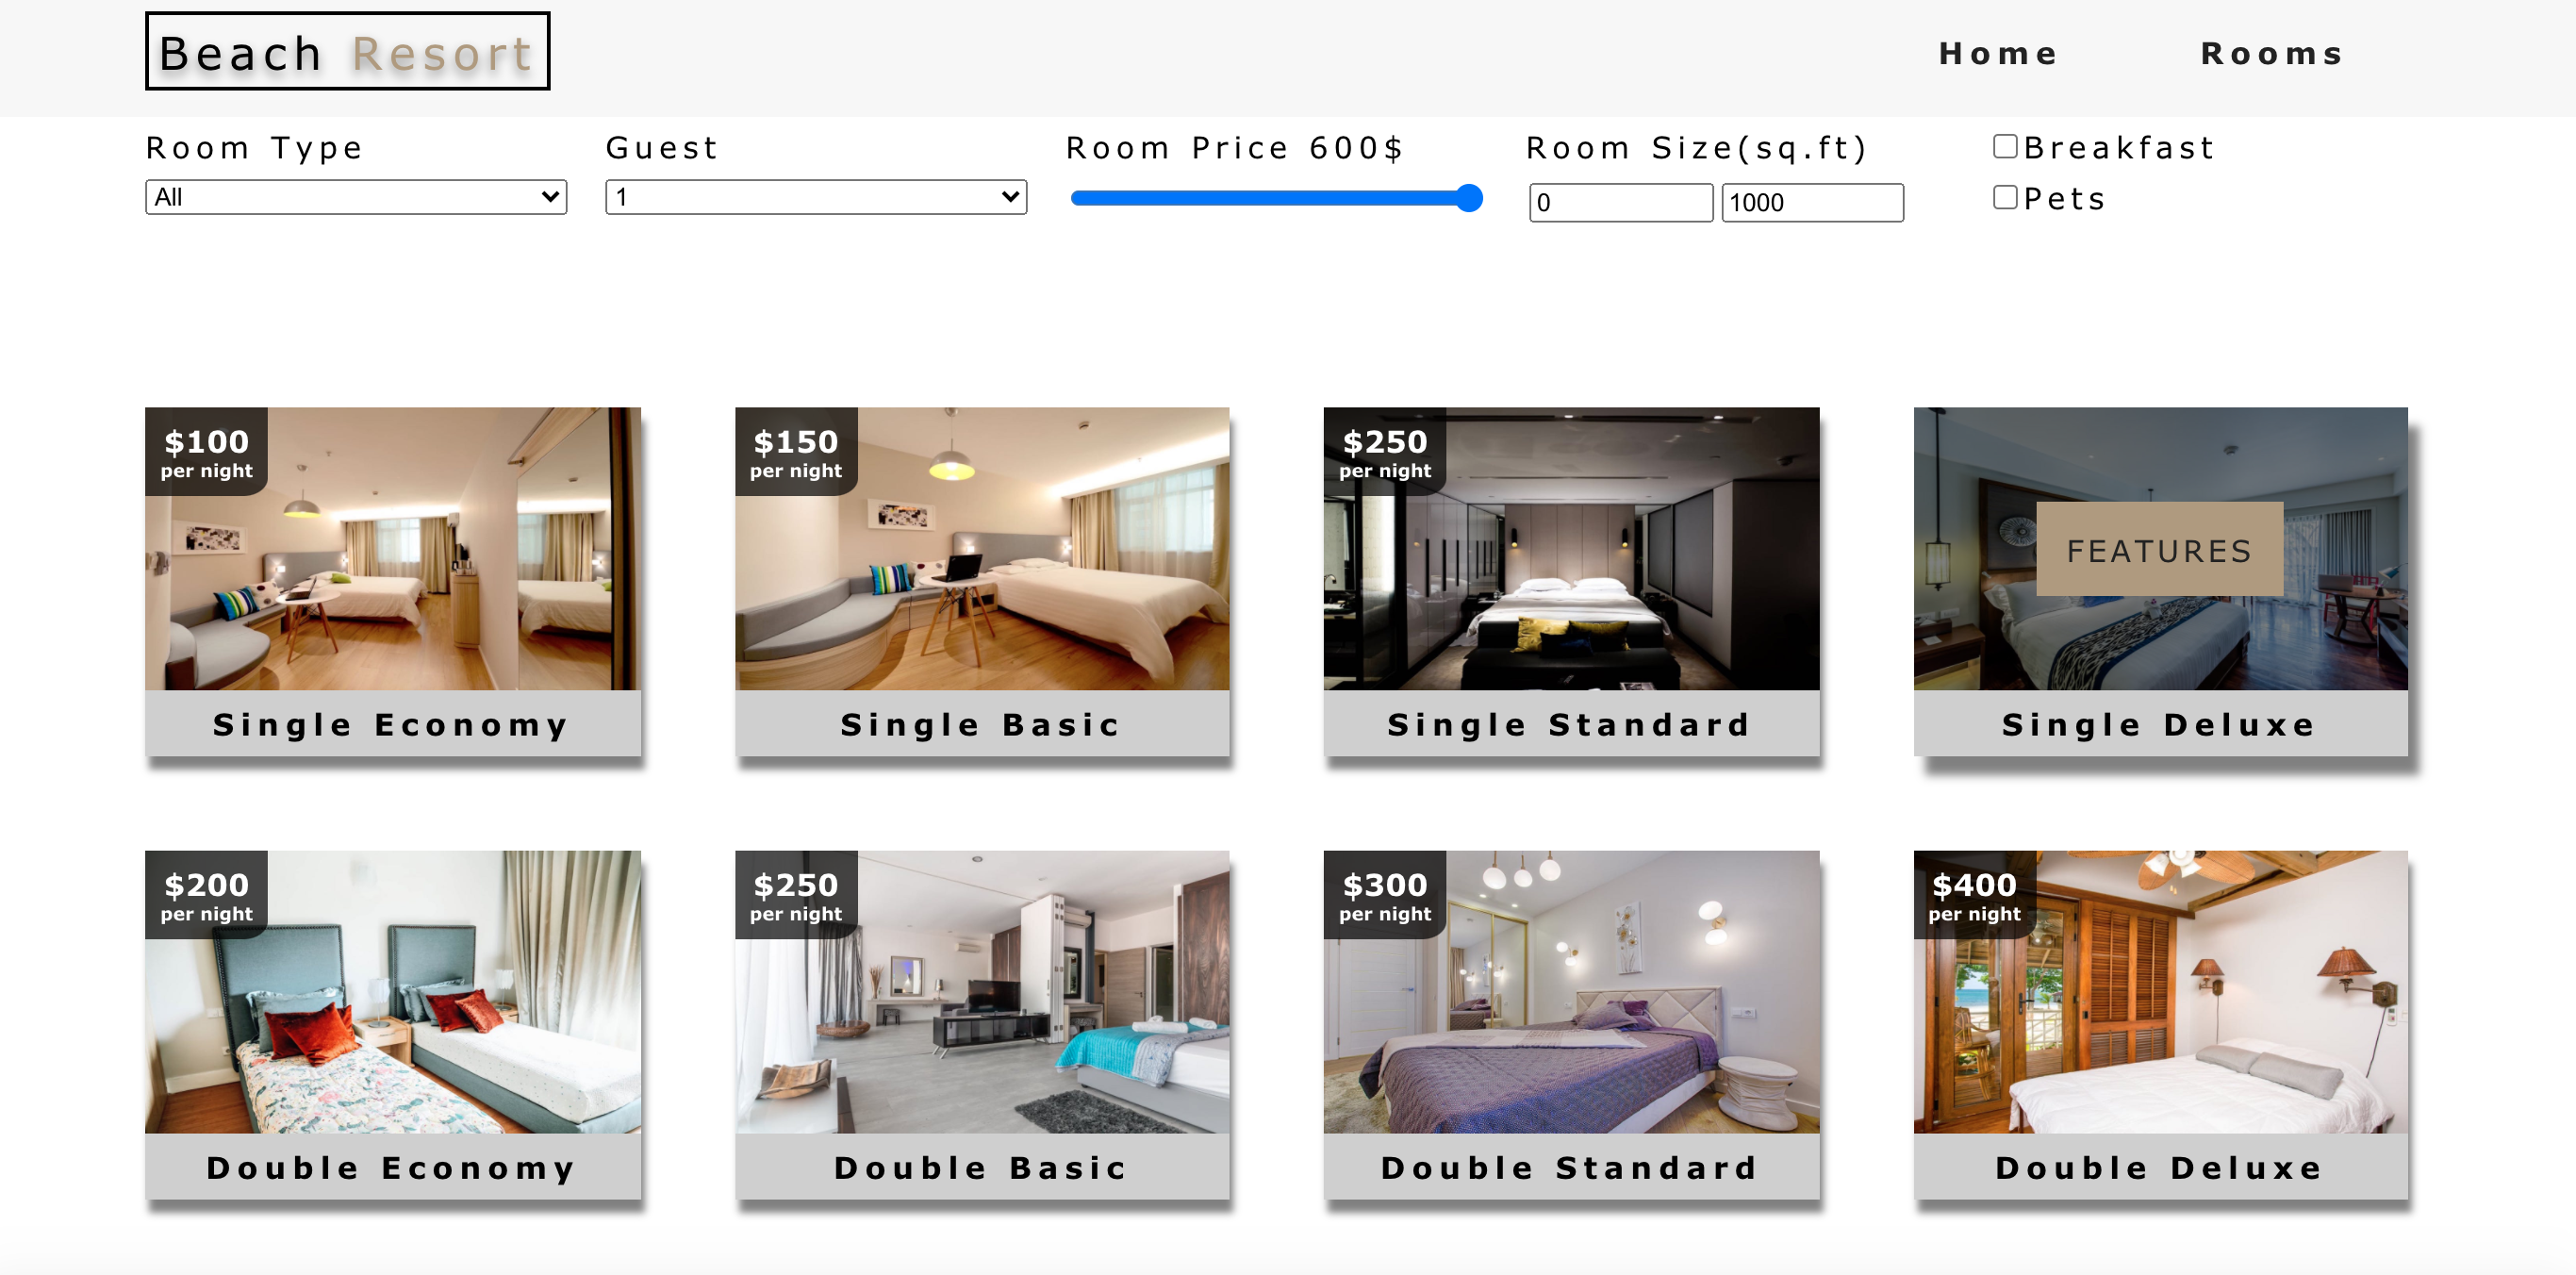 Beach Resort
Home
Rooms
Room Type
Guest
Room Price 600$
Room Size(sq.ft)
Breakfast
All
1
0
1000
Pets
$100
per night
$150
per night
$250
per night
FEATURES
Single Economy
Single Basic
Single Standard
Single Deluxe
$200
per night
$250
per night
$300
per night
$400
per night
Double Economy
Double Basic
Double Standard
Double Deluxe